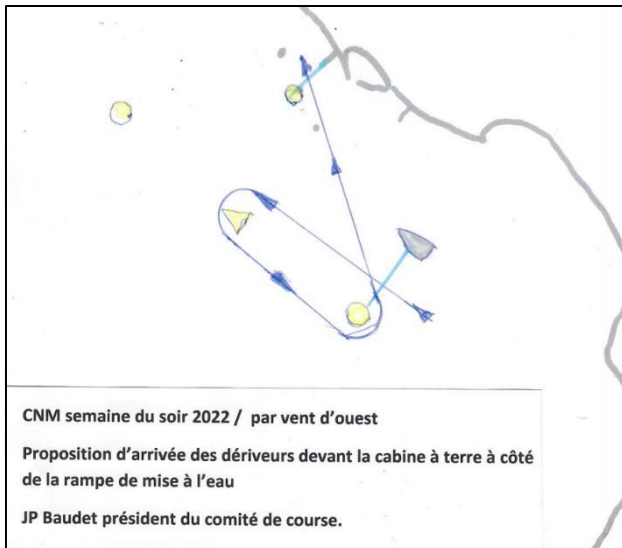 CNM semaine du soir 2022 / par vent d'ouest
Proposition d'arrivée des dériveurs devant la cabine à terre à côté
de la rampe de mise à l'eau
JP Baudet président du comité de course.